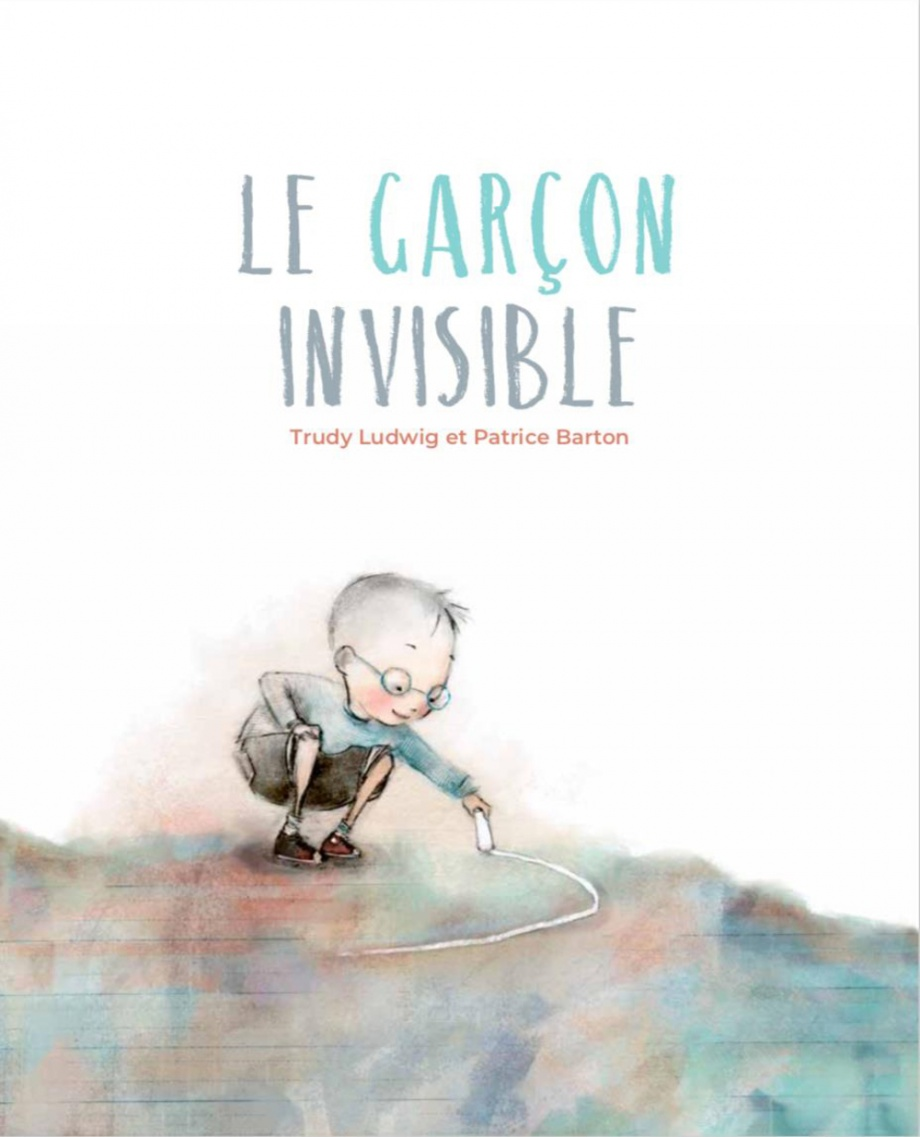 LE GARÇON
INVISIBLE
Trudy Ludwig et Patrice Barton